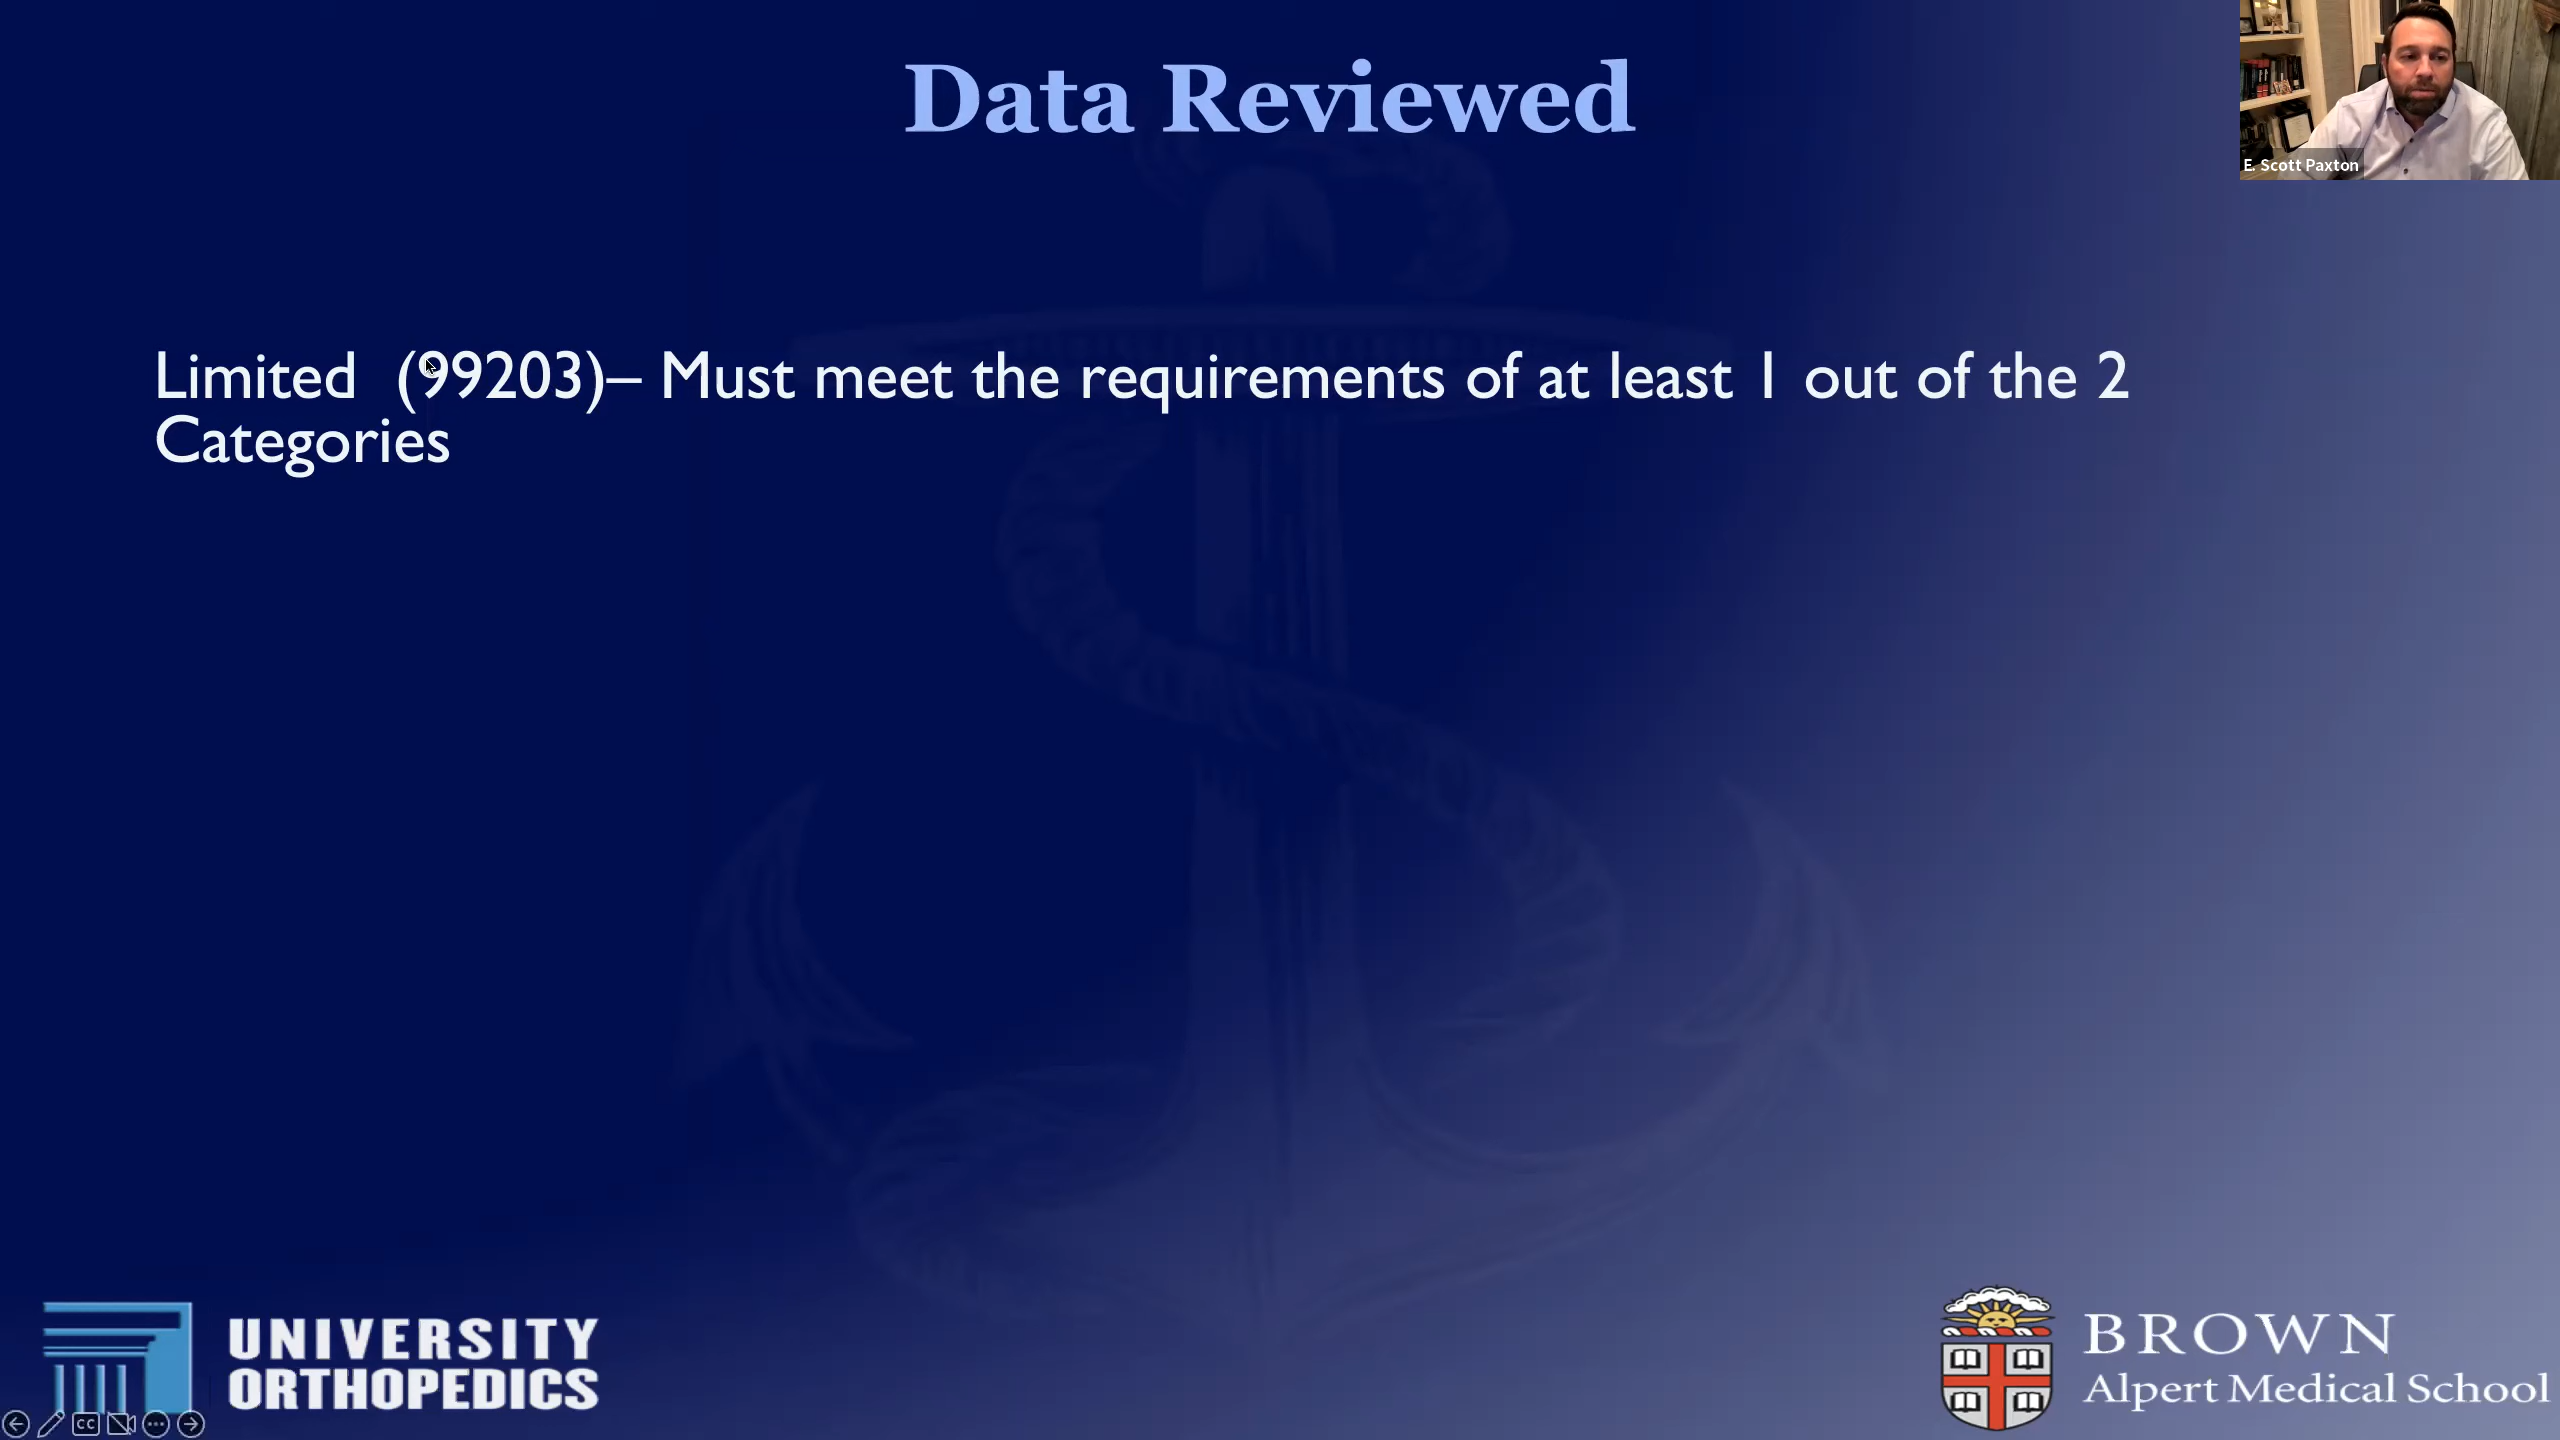 Data Reviewed
E. Scott Paxton
Limited (99203)– Must meet the requirements of at least 1 out of the 2
Categories
UNIVERSITY
ORTHOPEDICS
BROWN
Alpert Medical School
CC